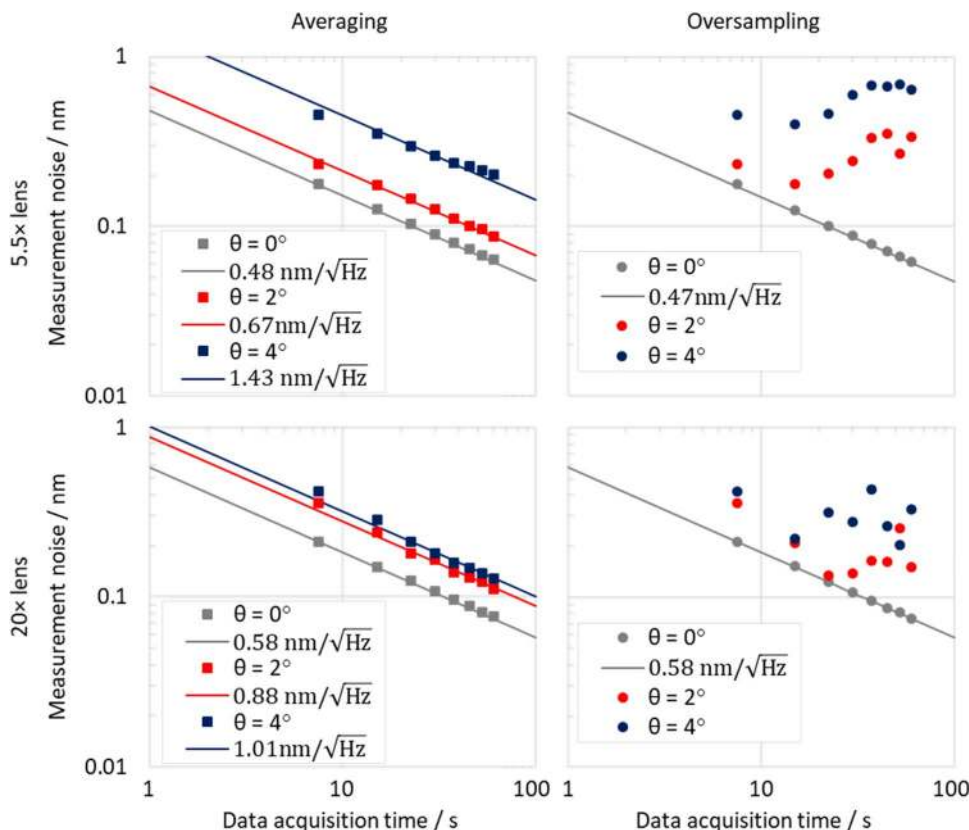 Averaging
Oversampling
5.5× lens
Measurement noise / nm
1
0.1
0.01
θ = 0°
0.48 nm/√Hz
θ = 2°
0.67nm/√Hz
θ = 4°
1.43 nm/√Hz
θ = 0°
0.47nm/√Hz
θ = 2°
θ = 4°
20× lens
Measurement noise / nm
1
0.1
0.01
θ = 0°
0.58 nm/√Hz
θ = 2°
0.88 nm/√Hz
θ = 4°
1.01nm/√Hz
θ = 0°
0.58 nm/√Hz
θ = 2°
θ = 4°
1 10 100
1 10 100
Data acquisition time / s
Data acquisition time / s